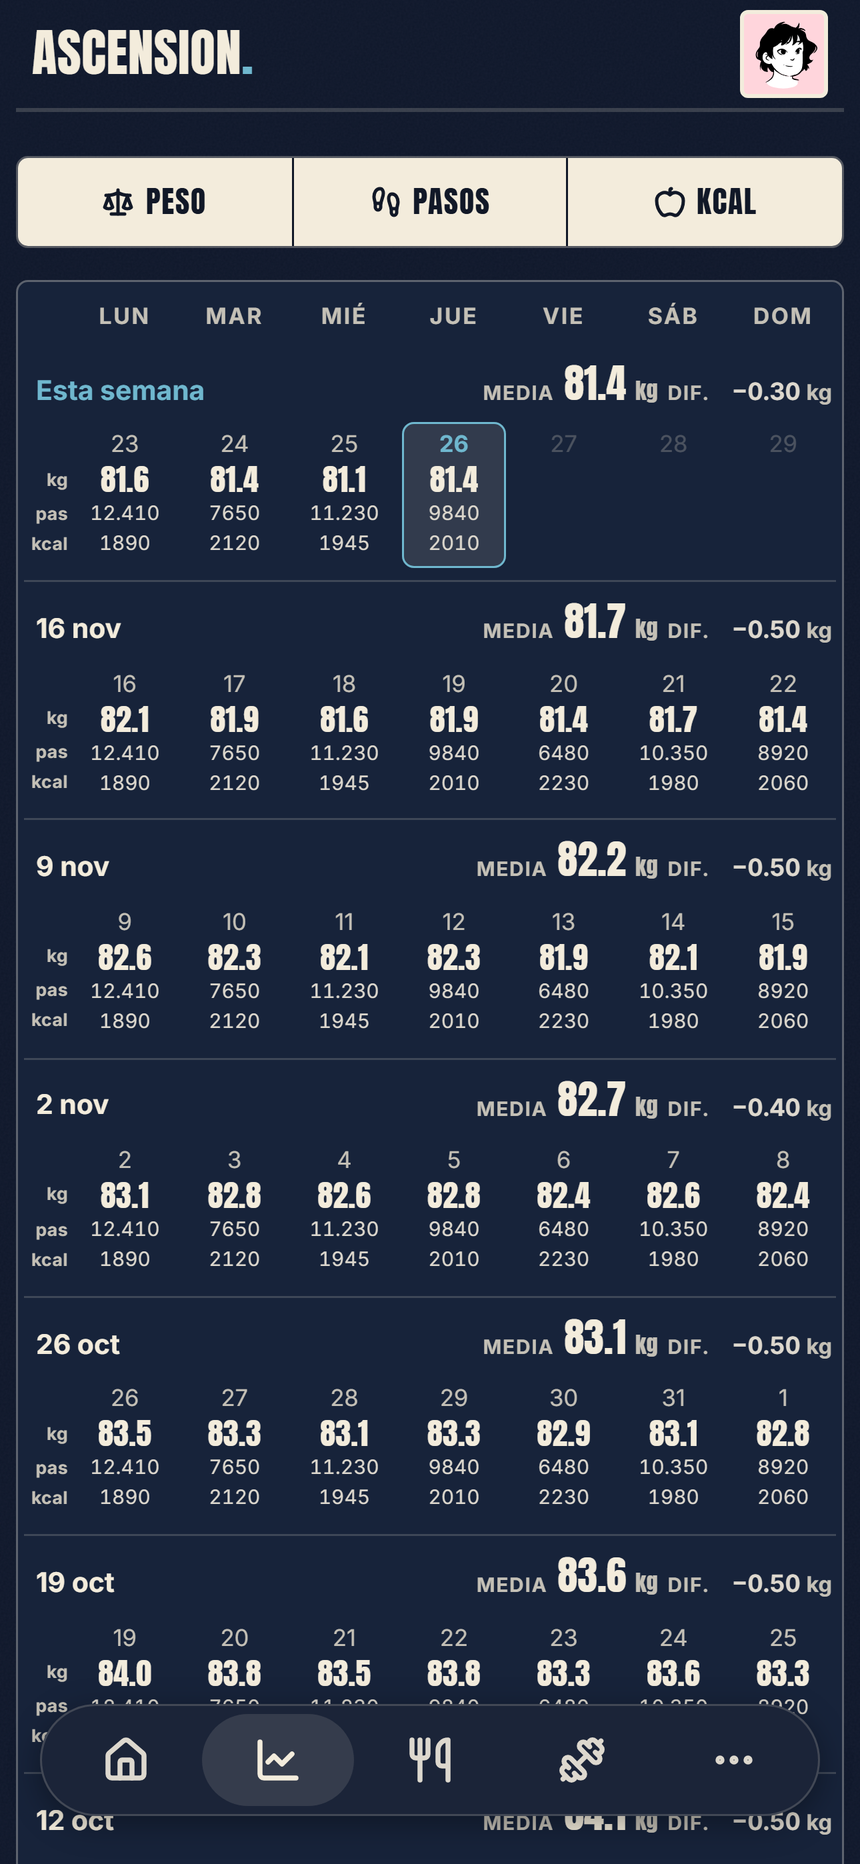 ASCENSION.
PESO PASOS KCAL
LUN MAR MIÉ JUE VIE SÁB DOM
Esta semana MEDIA 81.4 kg DIF. −0.30 kg
23 24 25 26 27 28 29
kg 81.6 81.4 81.1 81.4
pas 12.410 7650 11.230 9840
kcal 1890 2120 1945 2010
16 nov MEDIA 81.7 kg DIF. −0.50 kg
16 17 18 19 20 21 22
kg 82.1 81.9 81.6 81.9 81.4 81.7 81.4
pas 12.410 7650 11.230 9840 6480 10.350 8920
kcal 1890 2120 1945 2010 2230 1980 2060
9 nov MEDIA 82.2 kg DIF. −0.50 kg
9 10 11 12 13 14 15
kg 82.6 82.3 82.1 82.3 81.9 82.1 81.9
pas 12.410 7650 11.230 9840 6480 10.350 8920
kcal 1890 2120 1945 2010 2230 1980 2060
2 nov MEDIA 82.7 kg DIF. −0.40 kg
2 3 4 5 6 7 8
kg 83.1 82.8 82.6 82.8 82.4 82.6 82.4
pas 12.410 7650 11.230 9840 6480 10.350 8920
kcal 1890 2120 1945 2010 2230 1980 2060
26 oct MEDIA 83.1 kg DIF. −0.50 kg
26 27 28 29 30 31 1
kg 83.5 83.3 83.1 83.3 82.9 83.1 82.8
pas 12.410 7650 11.230 9840 6480 10.350 8920
kcal 1890 2120 1945 2010 2230 1980 2060
19 oct MEDIA 83.6 kg DIF. −0.50 kg
19 20 21 22 23 24 25
kg 84.0 83.8 83.5 83.8 83.3 83.6 83.3
pas 8920
12 oct MEDIA kg DIF. −0.50 kg